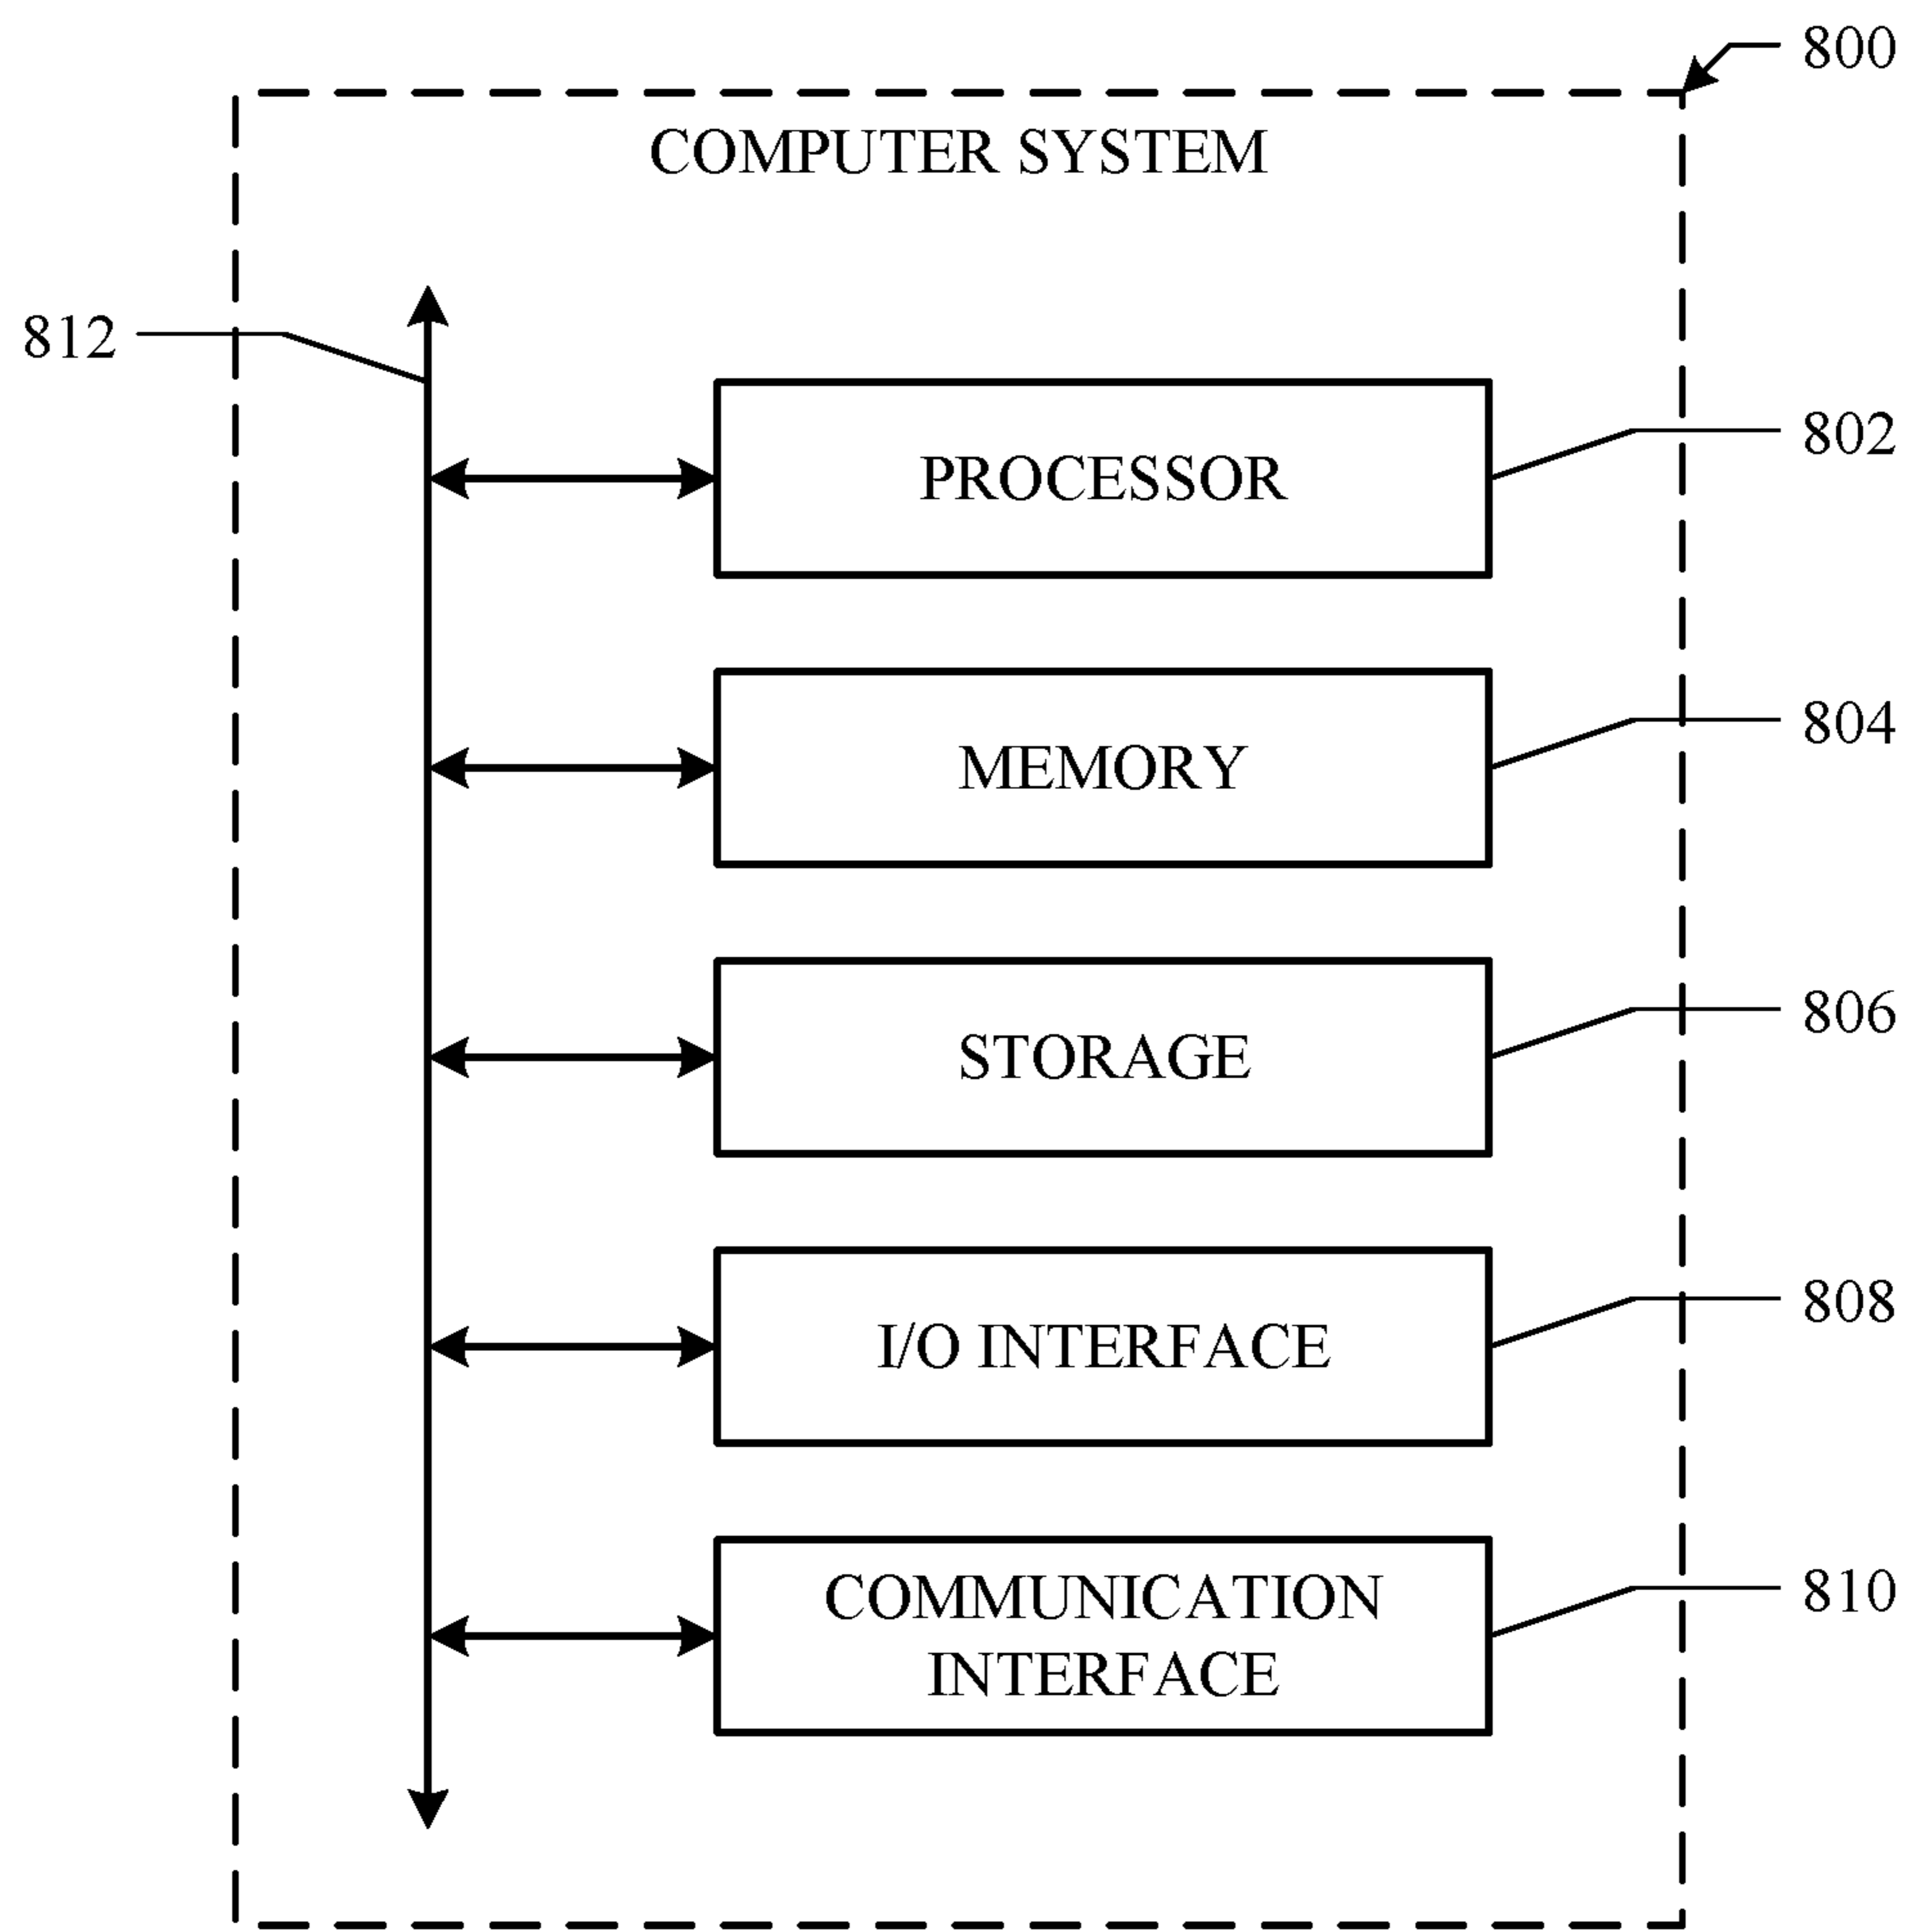 800
COMPUTER SYSTEM
812
PROCESSOR
802
MEMORY
804
STORAGE
806
I/O INTERFACE
808
COMMUNICATION
INTERFACE
810